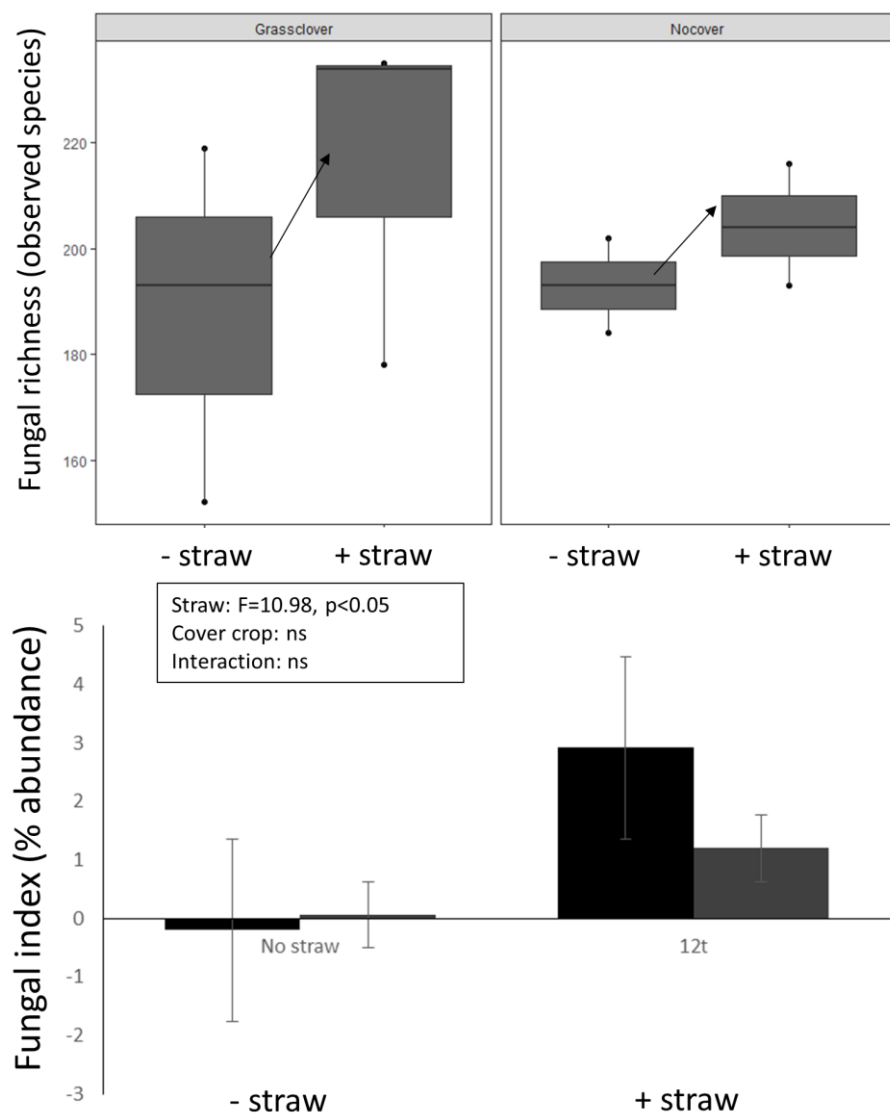 Grassclover
Nocover
Fungal richness (observed species)
220
200
180
160
- straw
+ straw
- straw
+ straw
Straw: F=10.98, p<0.05
Cover crop: ns
Interaction: ns
Fungal index (% abundance)
5
4
3
2
1
0
-1
-2
-3
No straw
12t
- straw
+ straw